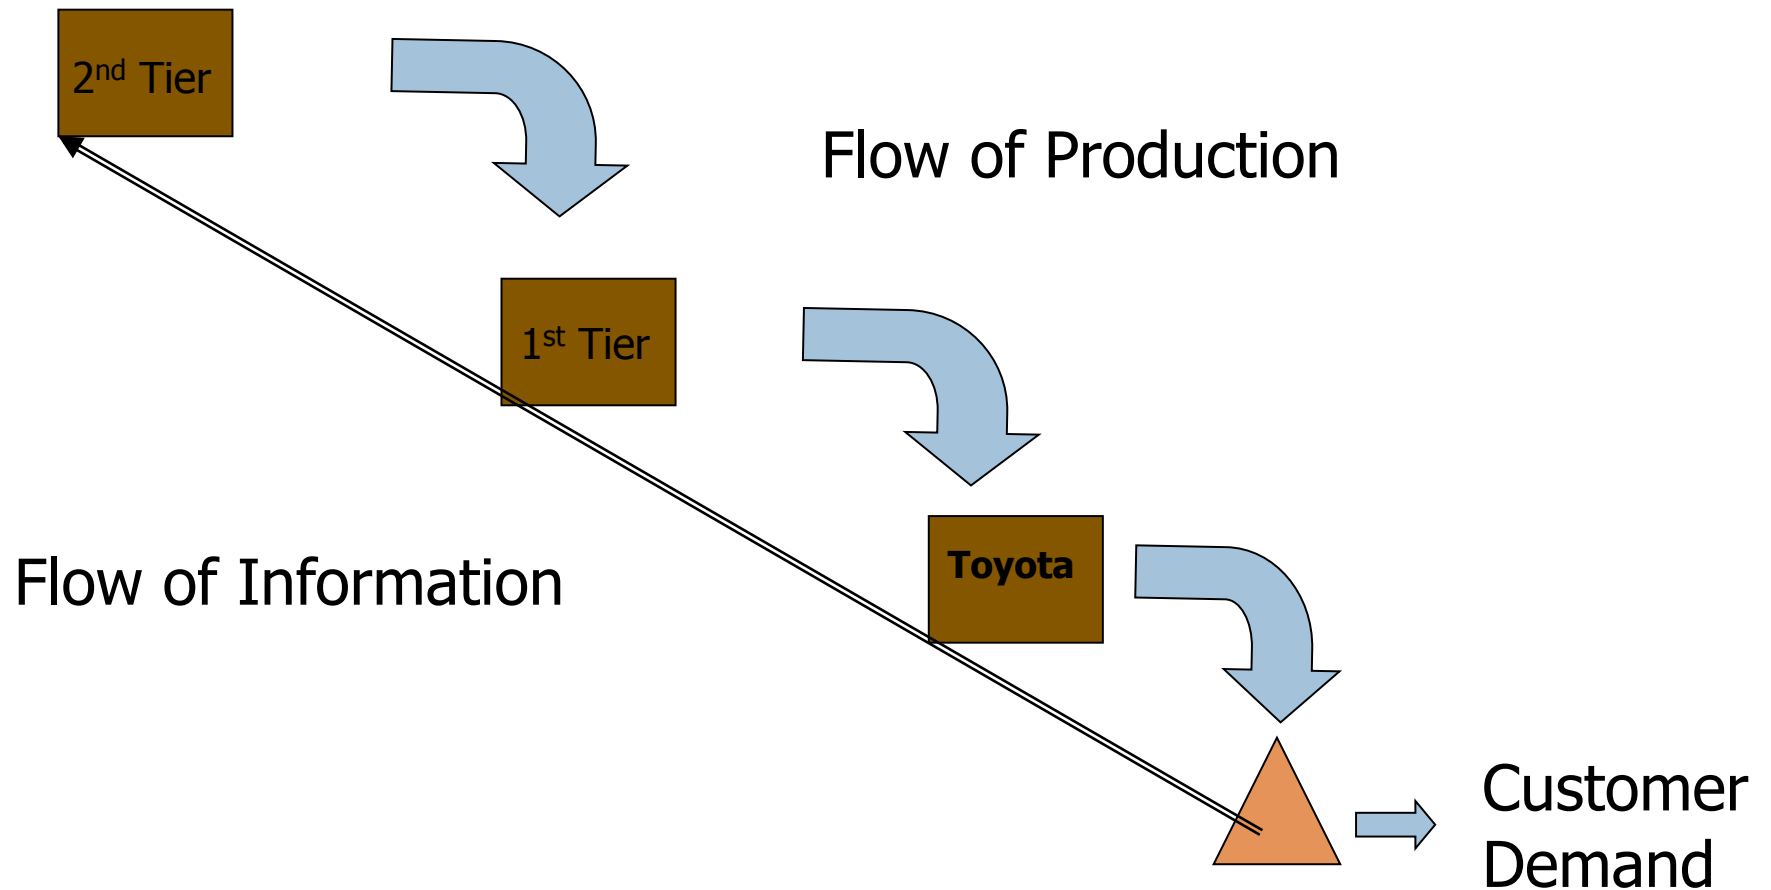 2nd Tier
Flow of Production
1st Tier
Toyota
Flow of Information
Customer
Demand